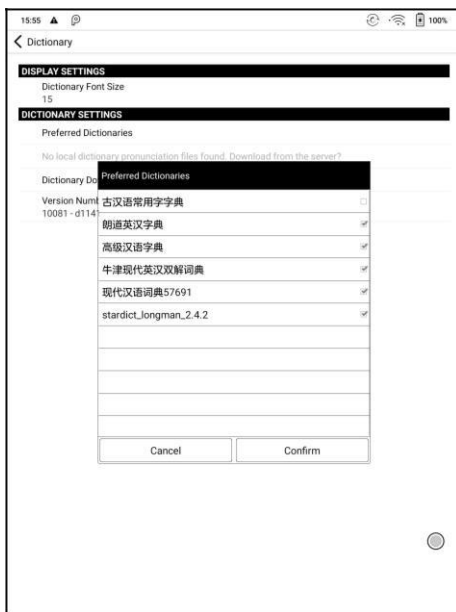 15:55
100%
Dictionary
DISPLAY SETTINGS
Dictionary Font Size
15
DICTIONARY SETTINGS
Preferred Dictionaries
No local dictionary pronunciation files found. Download from the server?
Dictionary Do
Version Numb
10081 - d1141
Preferred Dictionaries
古汉语常用字字典
朗道英汉字典
高级汉语字典
牛津现代英汉双解词典
现代汉语词典57691
stardict_longman_2.4.2
Cancel
Confirm